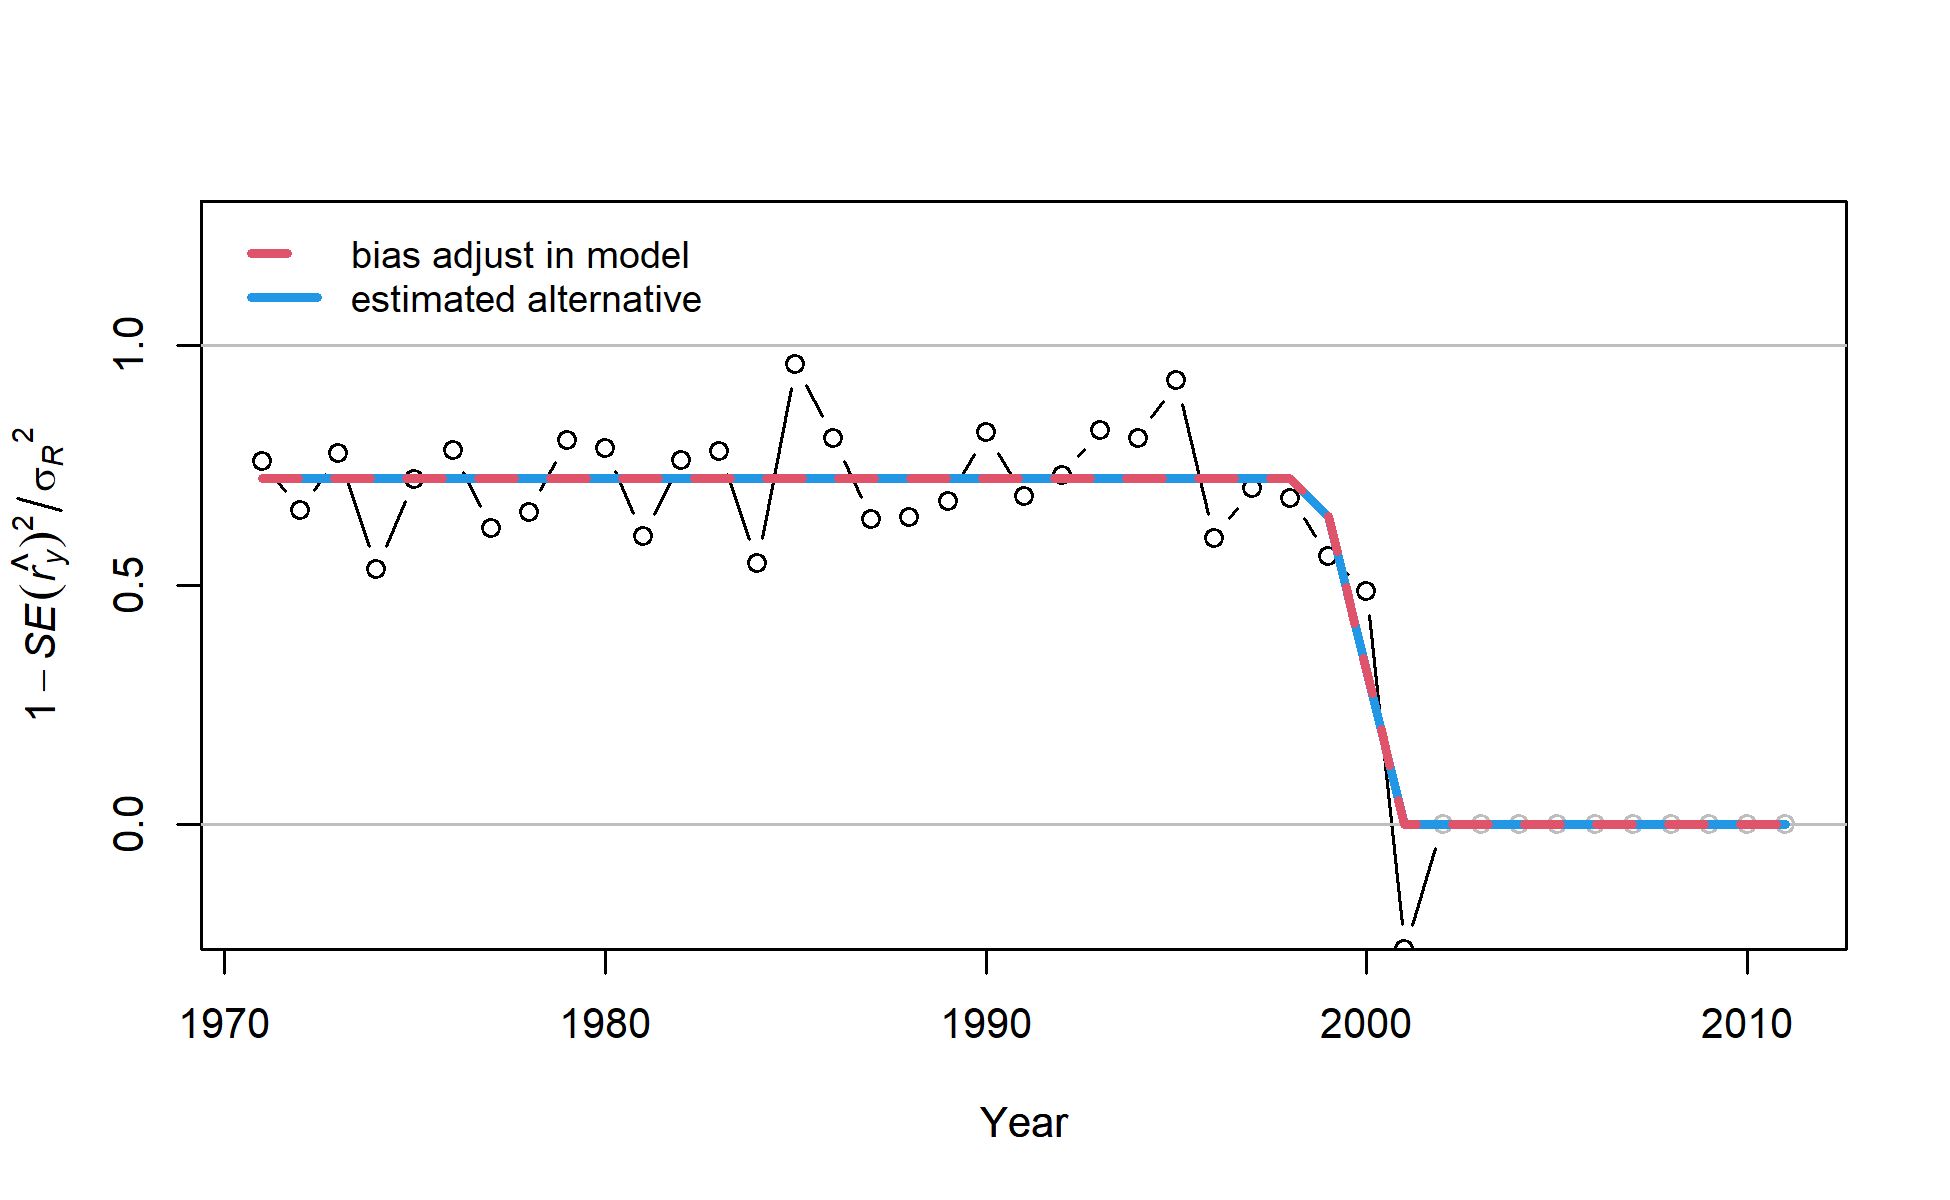 bias adjust in model
estimated alternative
1 − SE(r̂y)² / σR²
1.0
0.5
0.0
1970 1980 1990 2000 2010
Year